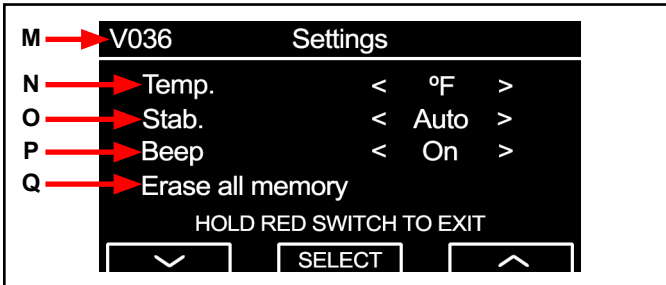 M V036 Settings
N Temp. < ºF >
O Stab. < Auto >
P Beep < On >
Q Erase all memory
HOLD RED SWITCH TO EXIT
SELECT